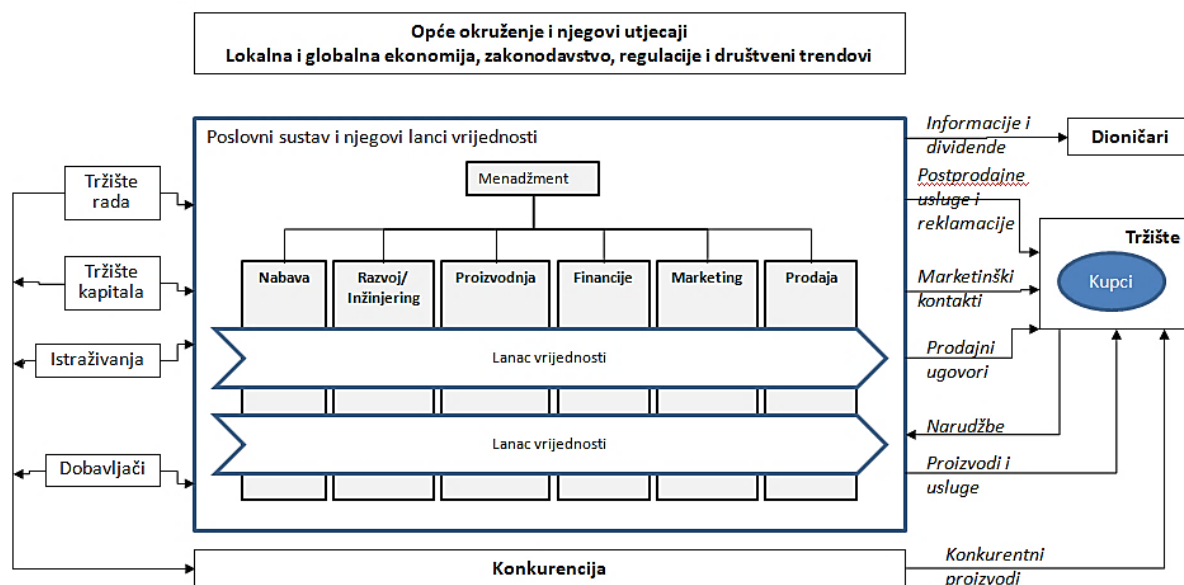 Opće okruženje i njegovi utjecaji
Lokalna i globalna ekonomija, zakonodavstvo, regulacije i društveni trendovi
Poslovni sustav i njegovi lanci vrijednosti
Menadžment
Nabava
Razvoj/
Inžinjering
Proizvodnja
Financije
Marketing
Prodaja
Lanac vrijednosti
Lanac vrijednosti
Tržište
rada
Tržište
kapitala
Istraživanja
Dobavljači
Informacije i
dividende
Dioničari
Postprodajne
usluge i
reklamacije
Tržište
Kupci
Marketinški
kontakti
Prodajni
ugovori
Narudžbe
Proizvodi i
usluge
Konkurencija
Konkurentni
proizvodi